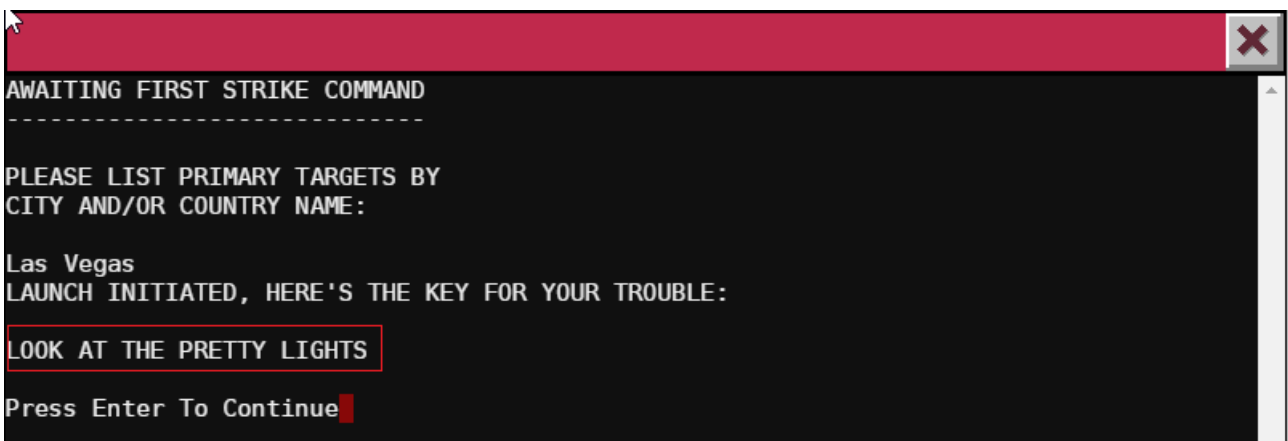 AWAITING FIRST STRIKE COMMAND
-----------------------------
PLEASE LIST PRIMARY TARGETS BY
CITY AND/OR COUNTRY NAME:
Las Vegas
LAUNCH INITIATED, HERE'S THE KEY FOR YOUR TROUBLE:
LOOK AT THE PRETTY LIGHTS
Press Enter To Continue